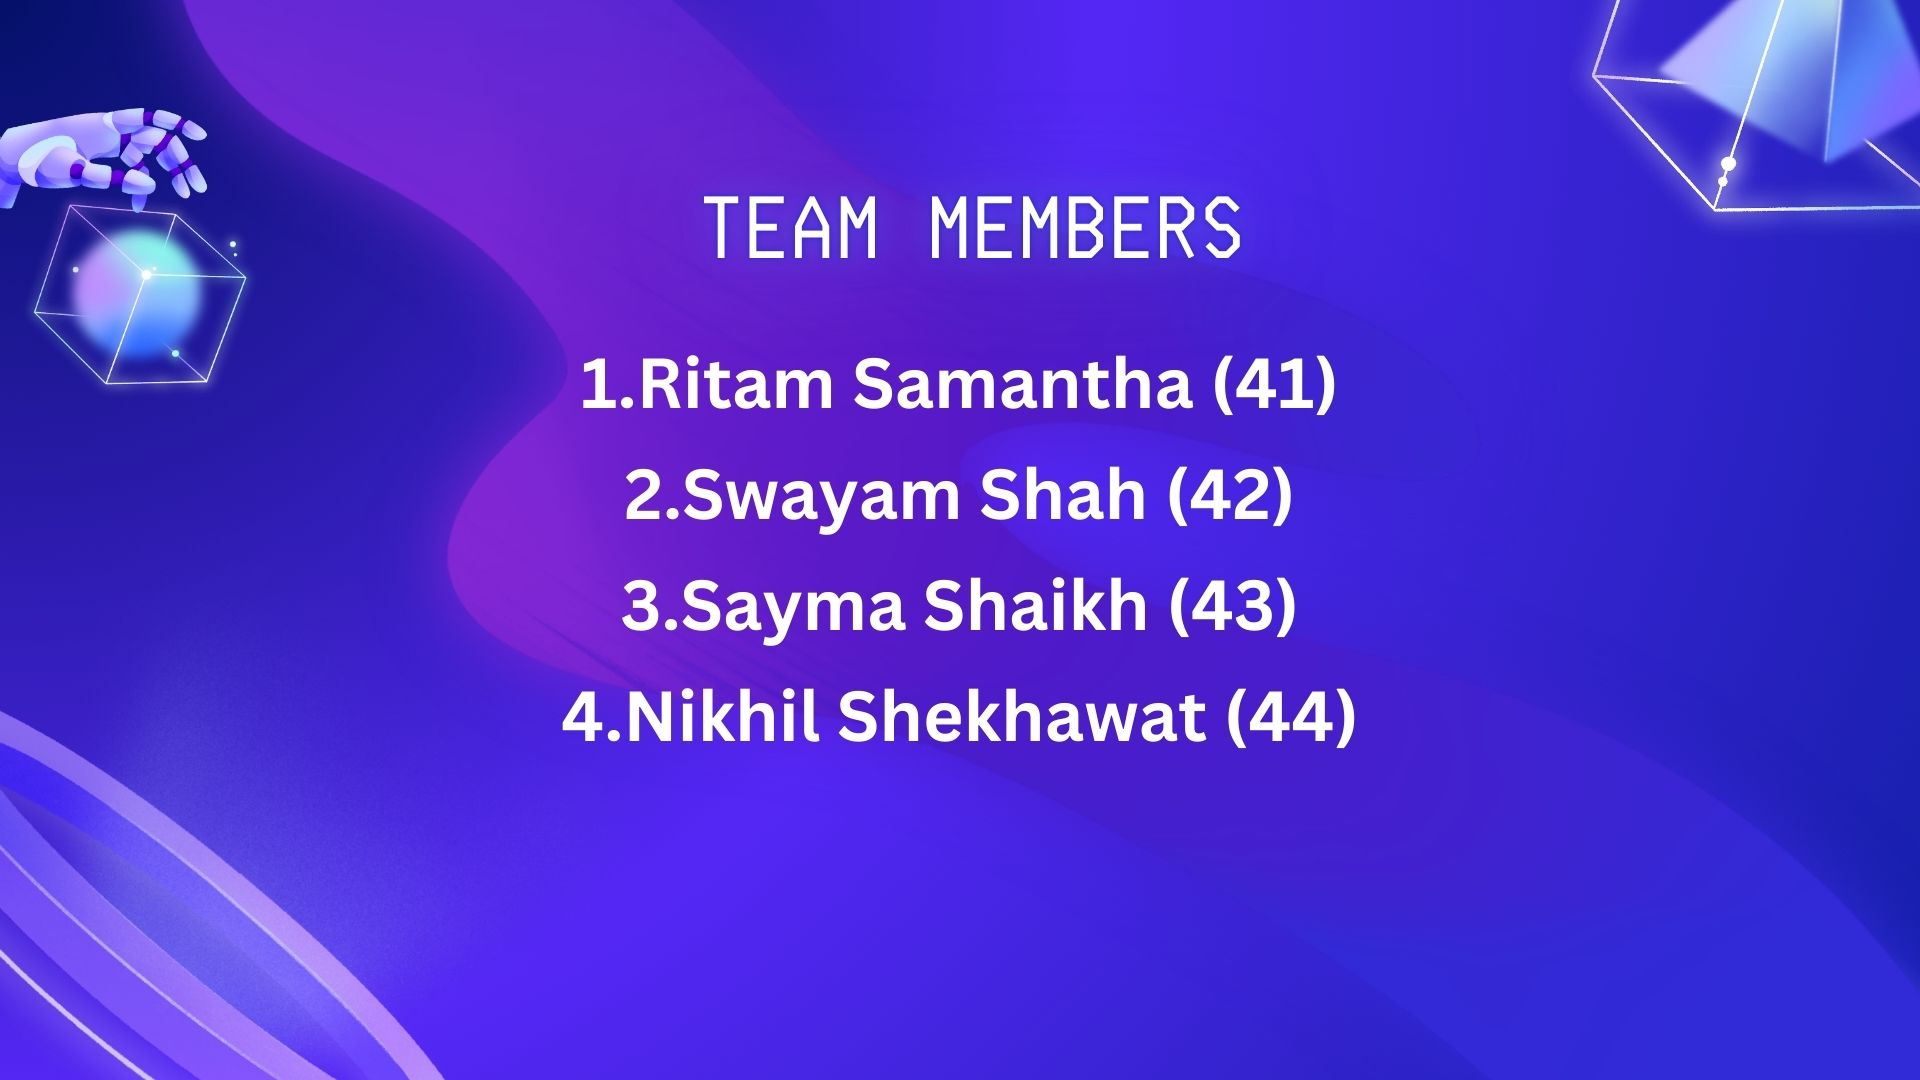 TEAM MEMBERS
1.Ritam Samantha (41)
2.Swayam Shah (42)
3.Sayma Shaikh (43)
4.Nikhil Shekhawat (44)